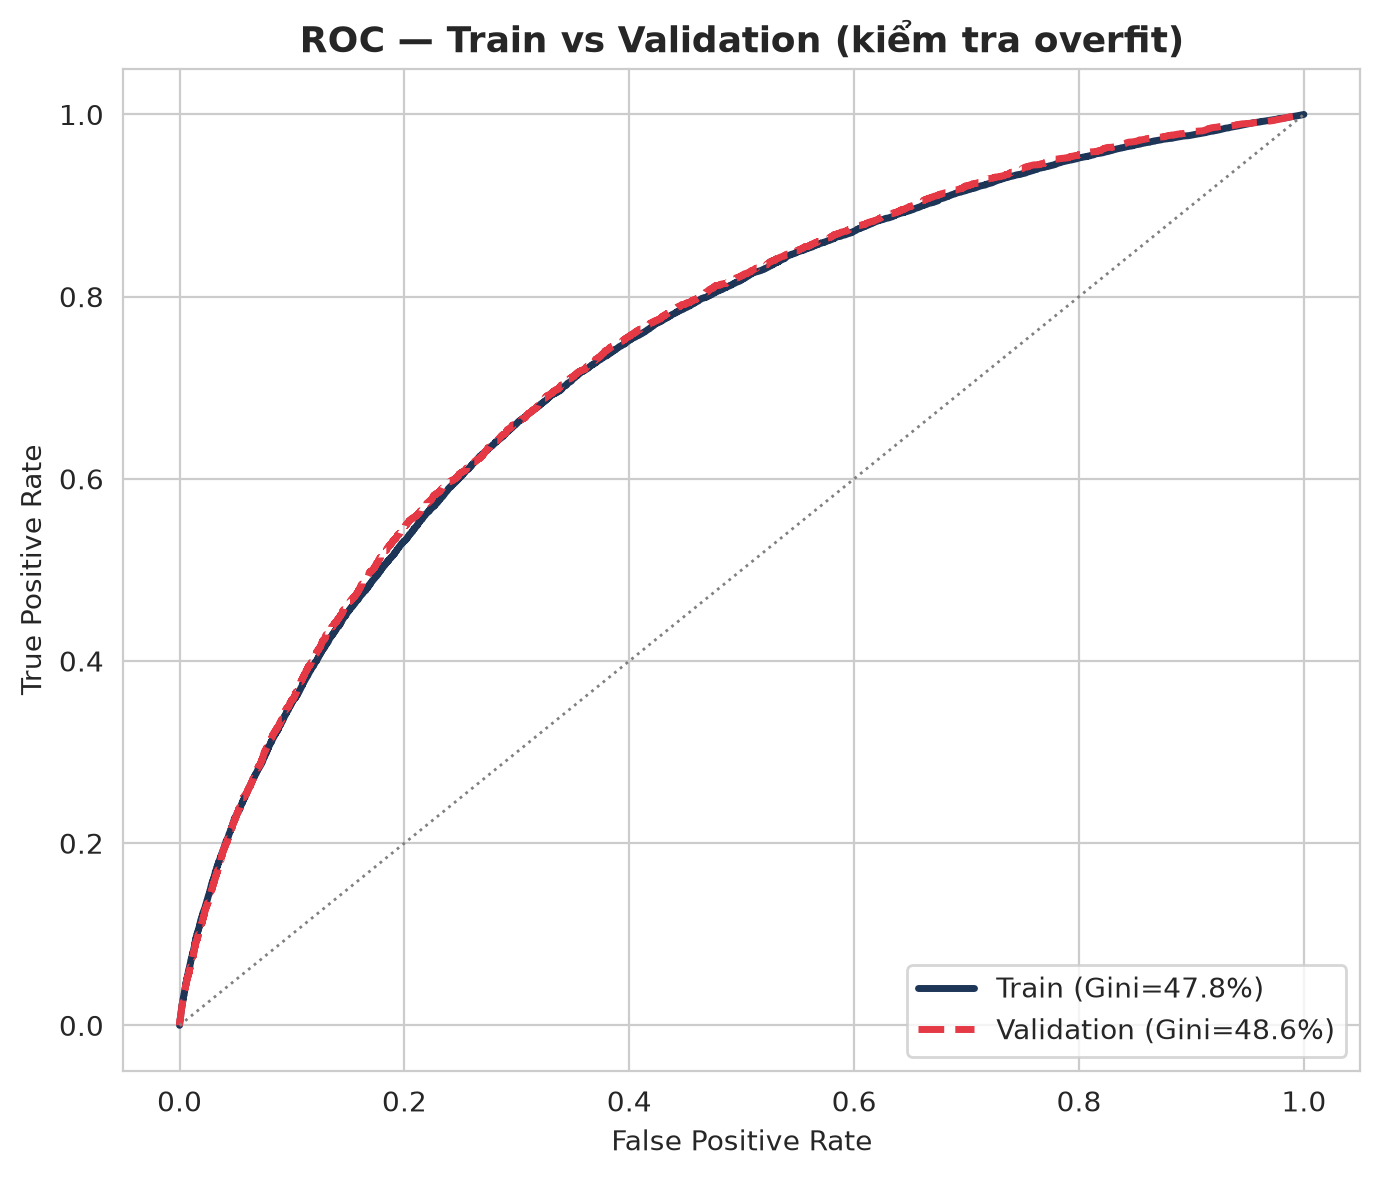 ROC — Train vs Validation (kiểm tra overfit)
True Positive Rate
1.0
0.8
0.6
0.4
0.2
0.0
Train (Gini=47.8%)
Validation (Gini=48.6%)
0.0 0.2 0.4 0.6 0.8 1.0
False Positive Rate